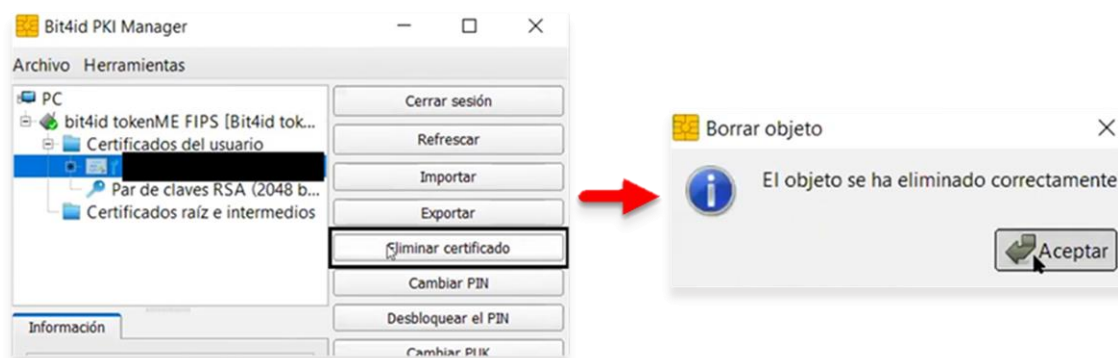 Bit4id PKI Manager
Archivo Herramientas
PC
bit4id tokenME FIPS [Bit4id tok...
Certificados del usuario
Par de claves RSA (2048 b...
Certificados raíz e intermedios
Información
Cerrar sesión
Refrescar
Importar
Exportar
Eliminar certificado
Cambiar PIN
Desbloquear el PIN
Cambiar PUK
Borrar objeto
El objeto se ha eliminado correctamente
Aceptar